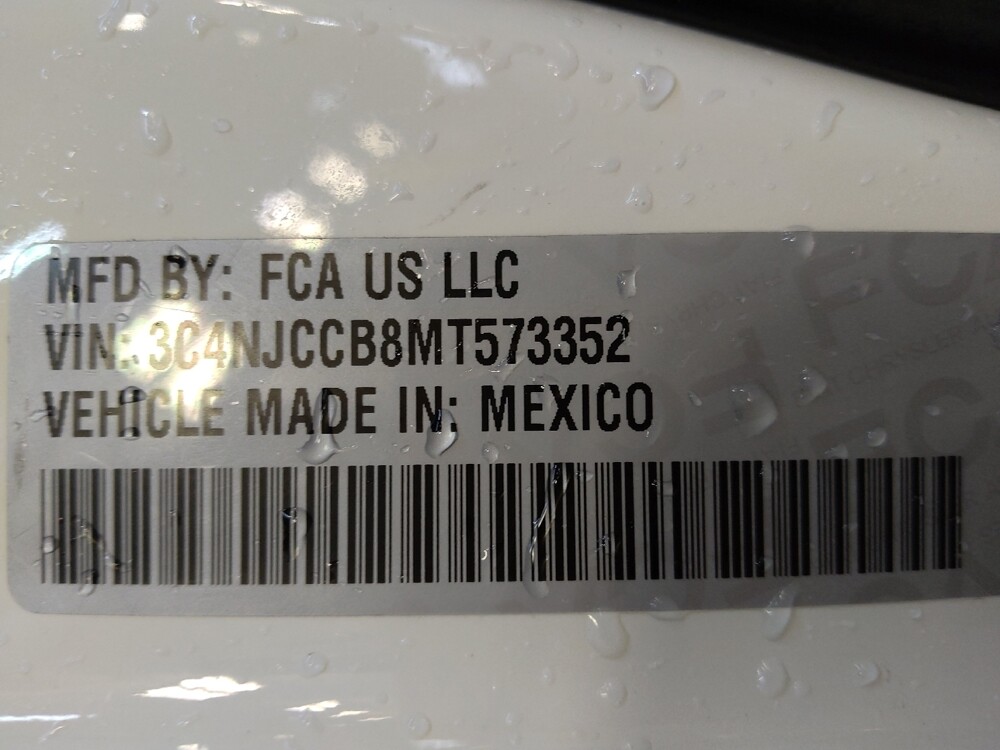 MFD BY: FCA US LLC
VIN: 3C4NJCCB8MT573352
VEHICLE MADE IN: MEXICO